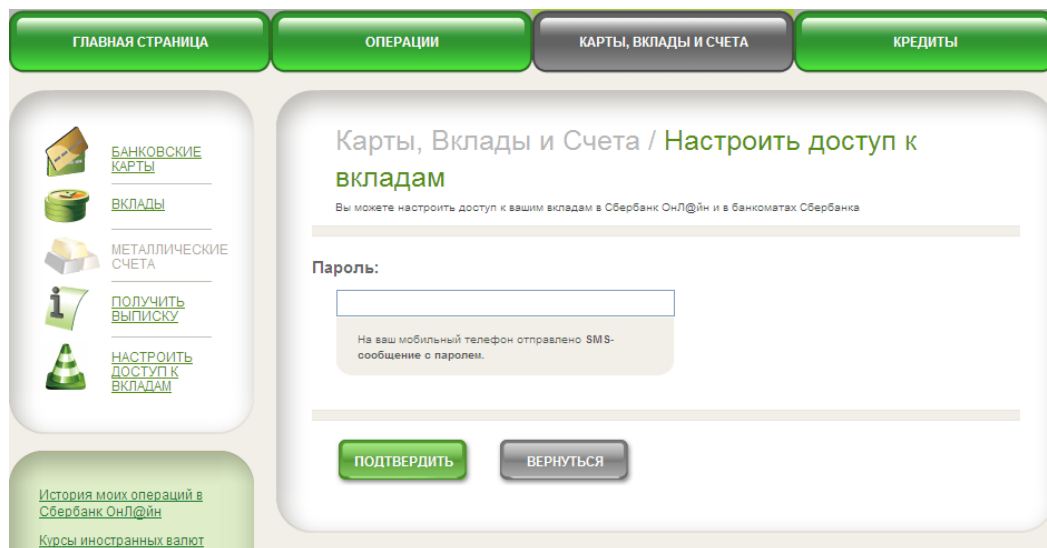 ГЛАВНАЯ СТРАНИЦА
ОПЕРАЦИИ
КАРТЫ, ВКЛАДЫ И СЧЕТА
КРЕДИТЫ
БАНКОВСКИЕ
КАРТЫ
ВКЛАДЫ
МЕТАЛЛИЧЕСКИЕ
СЧЕТА
ПОЛУЧИТЬ
ВЫПИСКУ
НАСТРОИТЬ
ДОСТУП К
ВКЛАДАМ
История моих операций в
Сбербанк ОнЛ@йн
Курсы иностранных валют
Карты, Вклады и Счета / Настроить доступ к
вкладам
Вы можете настроить доступ к вашим вкладам в Сбербанк ОнЛ@йн и в банкоматах Сбербанка
Пароль:
На ваш мобильный телефон отправлено SMS-
сообщение с паролем.
ПОДТВЕРДИТЬ
ВЕРНУТЬСЯ